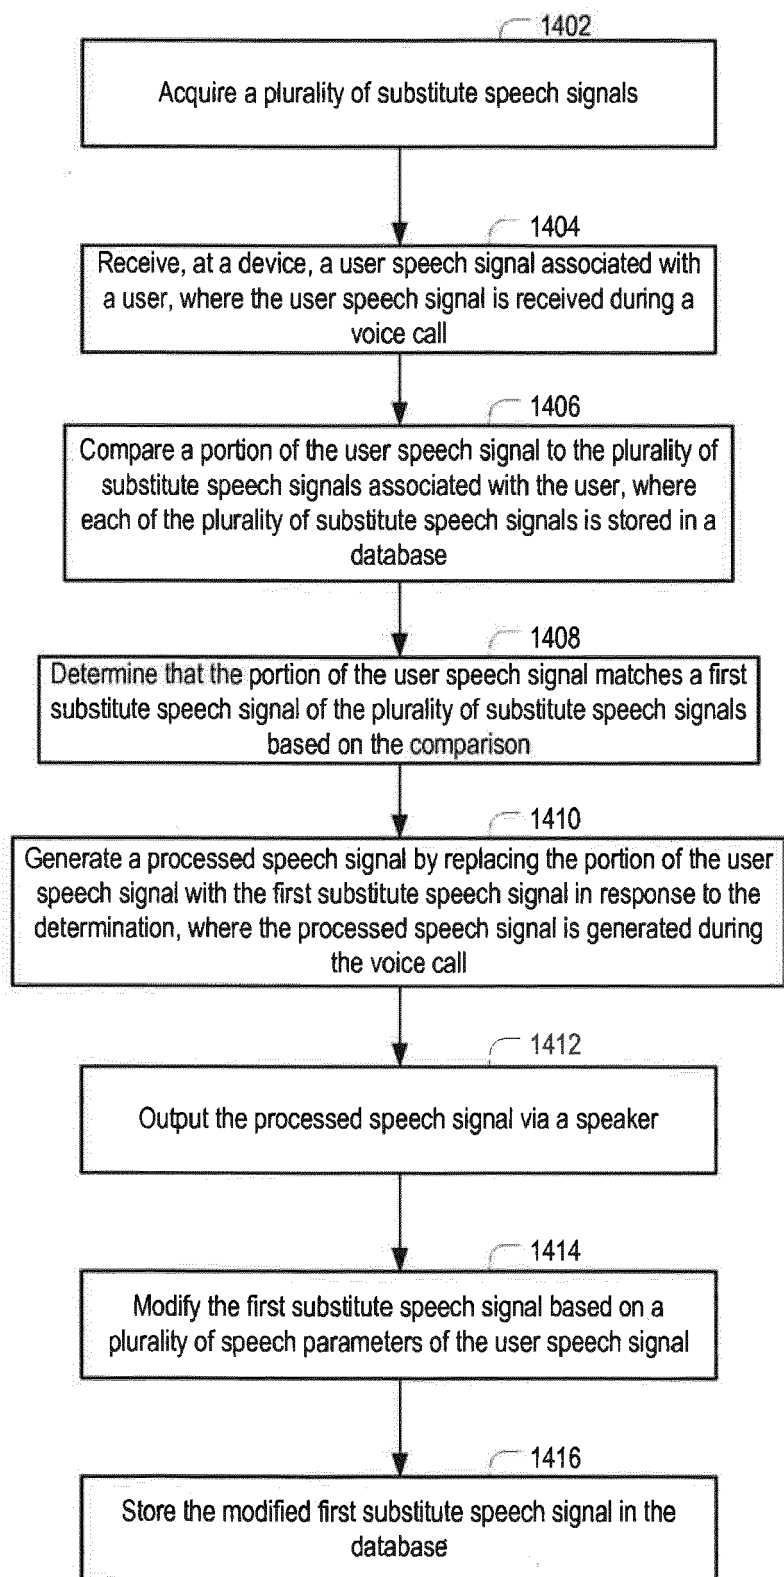 1402
Acquire a plurality of substitute speech signals
1404
Receive, at a device, a user speech signal associated with
a user, where the user speech signal is received during a
voice call
1406
Compare a portion of the user speech signal to the plurality of
substitute speech signals associated with the user, where
each of the plurality of substitute speech signals is stored in a
database
1408
Determine that the portion of the user speech signal matches a first
substitute speech signal of the plurality of substitute speech signals
based on the comparison
1410
Generate a processed speech signal by replacing the portion of the user
speech signal with the first substitute speech signal in response to the
determination, where the processed speech signal is generated during
the voice call
1412
Output the processed speech signal via a speaker
1414
Modify the first substitute speech signal based on a
plurality of speech parameters of the user speech signal
1416
Store the modified first substitute speech signal in the
database